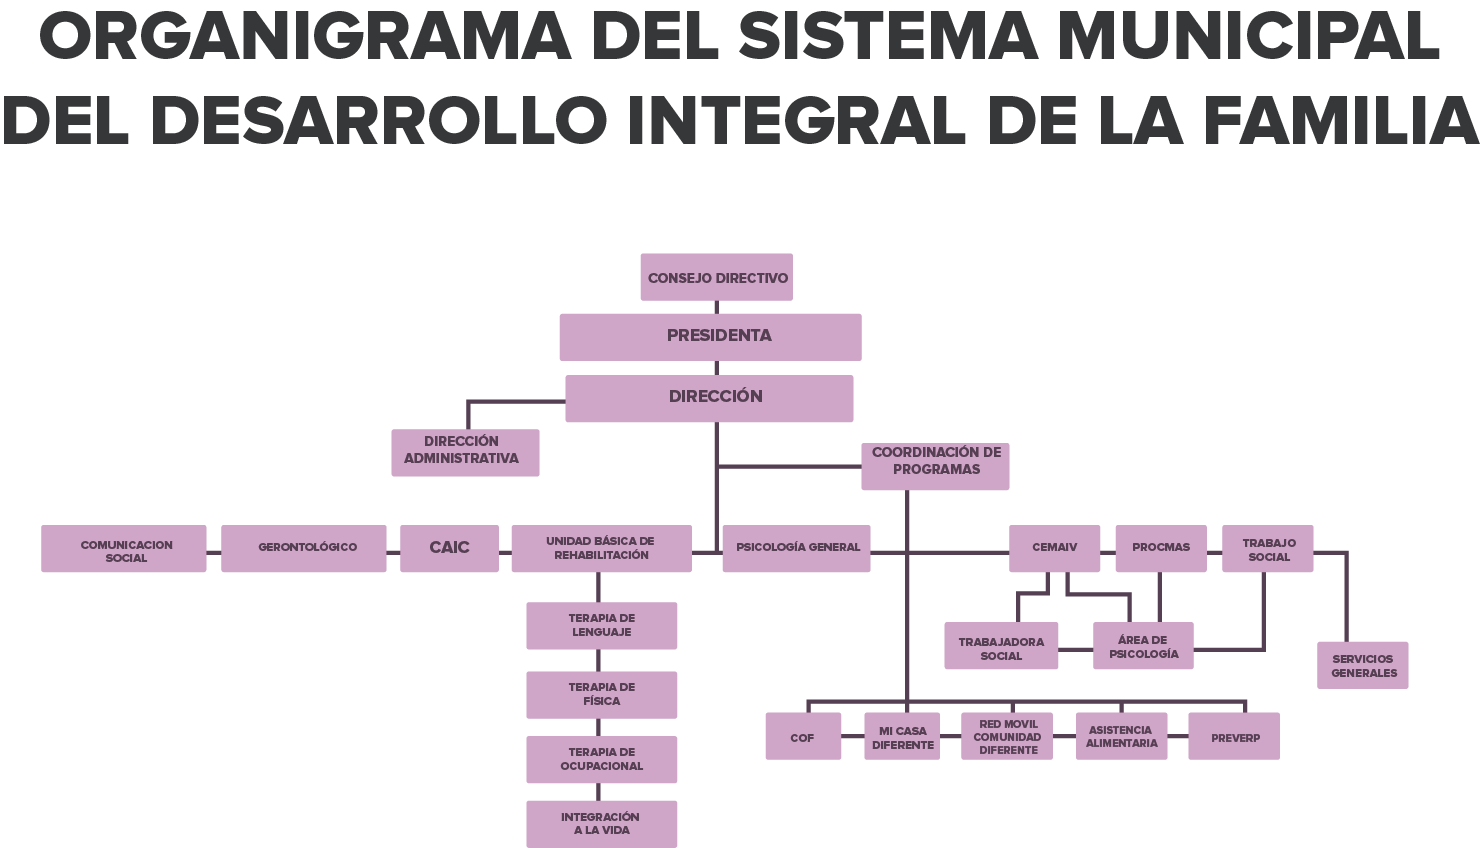 ORGANIGRAMA DEL SISTEMA MUNICIPAL
DEL DESARROLLO INTEGRAL DE LA FAMILIA
CONSEJO DIRECTIVO
PRESIDENTA
DIRECCIÓN
DIRECCIÓN
ADMINISTRATIVA
COORDINACIÓN DE
PROGRAMAS
COMUNICACION
SOCIAL
GERONTOLÓGICO
CAIC
UNIDAD BÁSICA DE
REHABILITACIÓN
PSICOLOGÍA GENERAL
CEMAIV
PROCMAS
TRABAJO
SOCIAL
TERAPIA DE
LENGUAJE
TRABAJADORA
SOCIAL
ÁREA DE
PSICOLOGÍA
SERVICIOS
GENERALES
TERAPIA DE
FÍSICA
COF
MI CASA
DIFERENTE
RED MOVIL
COMUNIDAD
DIFERENTE
ASISTENCIA
ALIMENTARIA
PREVERP
TERAPIA DE
OCUPACIONAL
INTEGRACIÓN
A LA VIDA